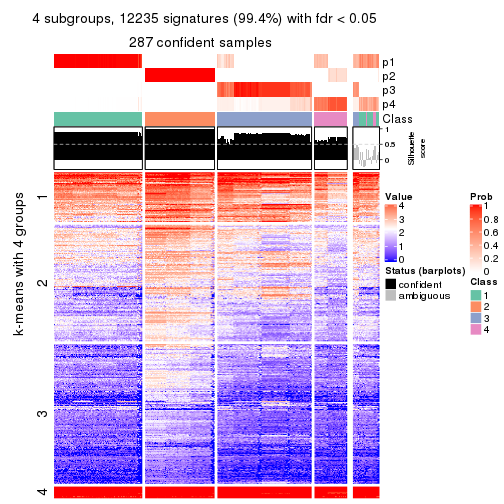 4 subgroups, 12235 signatures (99.4%) with fdr < 0.05
287 confident samples
p1
p2
p3
p4
Class
1
0.5
0
Silhouette
score
k-means with 4 groups
1
2
3
4
Value
4
3
2
1
0
Status (barplots)
confident
ambiguous
Prob
1
0.8
0.6
0.4
0.2
0
Class
1
2
3
4